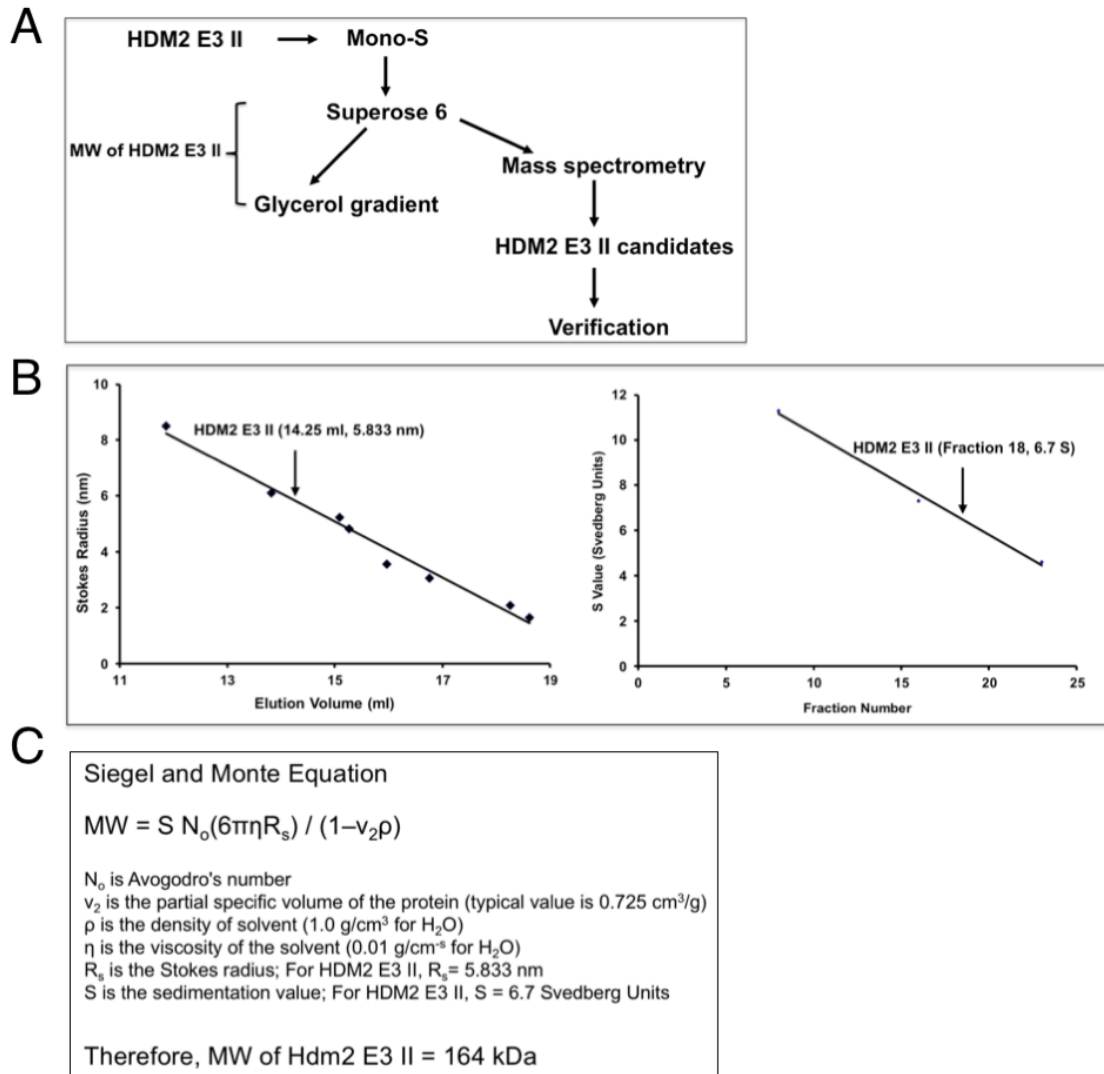 A
HDM2 E3 II
Mono-S
Superose 6
MW of HDM2 E3 II
Mass spectrometry
Glycerol gradient
HDM2 E3 II candidates
Verification
B
10
8
6
4
2
0
Stokes Radius (nm)
HDM2 E3 II (14.25 ml, 5.833 nm)
11 13 15 17 19
Elution Volume (ml)
12
10
8
6
4
2
0
S Value (Svedberg Units)
HDM2 E3 II (Fraction 18, 6.7 S)
0 5 10 15 20 25
Fraction Number
C
Siegel and Monte Equation
MW = S Nₒ(6πηRₛ) / (1–v₂ρ)
Nₒ is Avogodro's number
v₂ is the partial specific volume of the protein (typical value is 0.725 cm³/g)
ρ is the density of solvent (1.0 g/cm³ for H₂O)
η is the viscosity of the solvent (0.01 g/cm⁻ˢ for H₂O)
Rₛ is the Stokes radius; For HDM2 E3 II, Rₛ= 5.833 nm
S is the sedimentation value; For HDM2 E3 II, S = 6.7 Svedberg Units
Therefore, MW of Hdm2 E3 II = 164 kDa